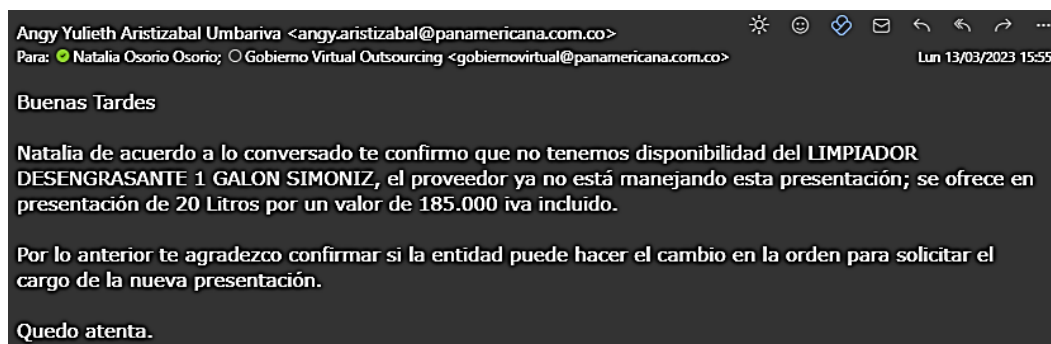 Angy Yulieth Aristizabal Umbariva <angy.aristizabal@panamericana.com.co>
Para: Natalia Osorio Osorio; Gobierno Virtual Outsourcing <gobiernovirtual@panamericana.com.co>
Lun 13/03/2023 15:55
Buenas Tardes
Natalia de acuerdo a lo conversado te confirmo que no tenemos disponibilidad del LIMPIADOR
DESENGRASANTE 1 GALON SIMONIZ, el proveedor ya no está manejando esta presentación; se ofrece en
presentación de 20 Litros por un valor de 185.000 iva incluido.
Por lo anterior te agradezco confirmar si la entidad puede hacer el cambio en la orden para solicitar el
cargo de la nueva presentación.
Quedo atenta.